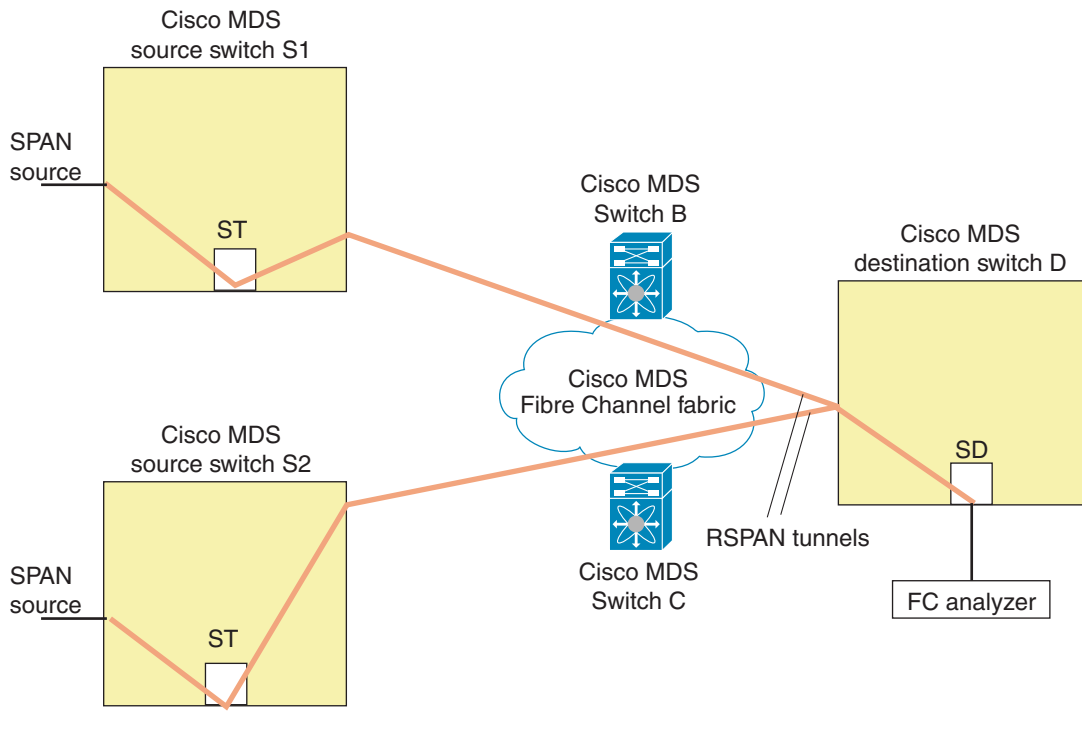 Cisco MDS
source switch S1
SPAN
source
ST
Cisco MDS
Switch B
Cisco MDS
destination switch D
Cisco MDS
Fibre Channel fabric
Cisco MDS
source switch S2
SD
RSPAN tunnels
Cisco MDS
Switch C
FC analyzer
SPAN
source
ST